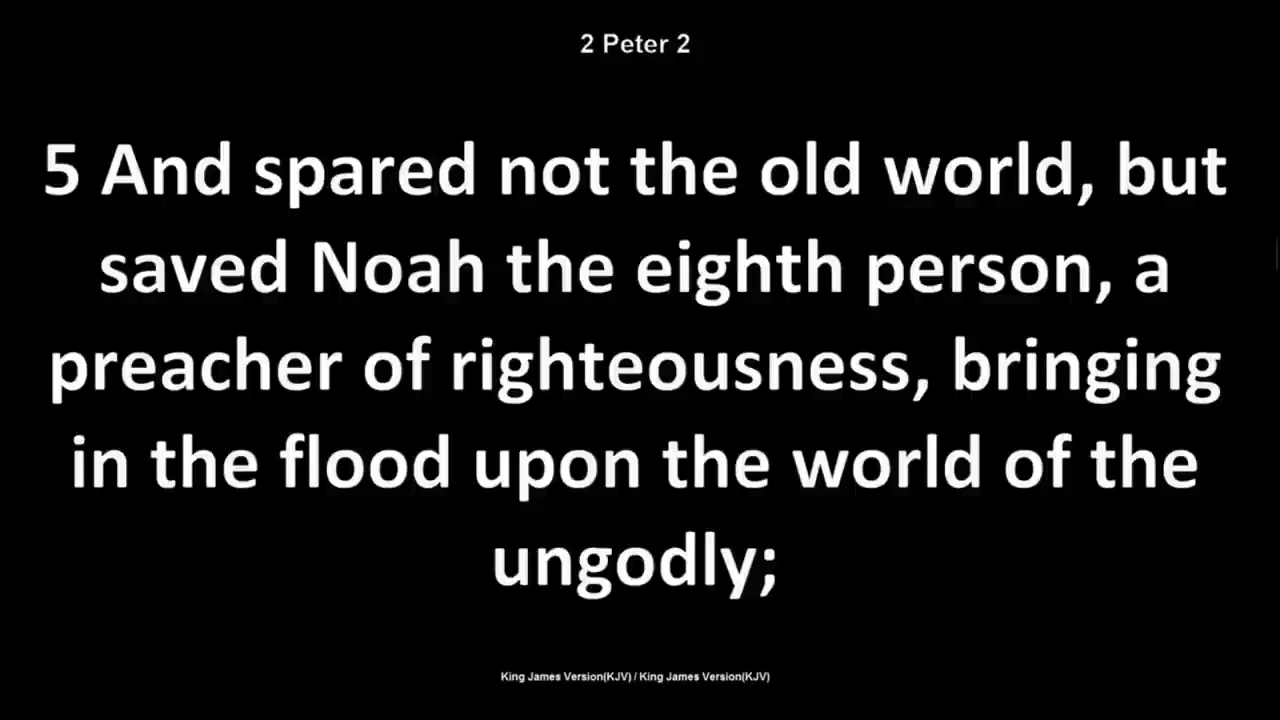 2 Peter 2
5 And spared not the old world, but
saved Noah the eighth person, a
preacher of righteousness, bringing
in the flood upon the world of the
ungodly;
King James Version(KJV) / King James Version(KJV)